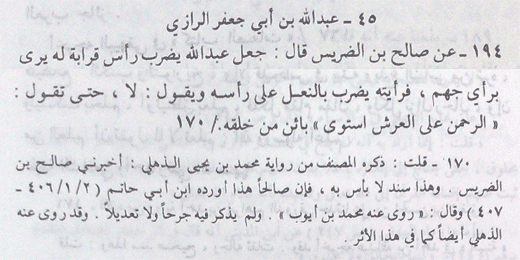 ٤٥ ـ عبدالله بن أبي جعفر الرازي
١٩٤ ـ عن صالح بن الضريس قال : جعل عبدالله يضرب رأس قرابة له يرى
برأي جهم ، فرأيته يضرب بالنعل على رأسه ويقول : لا ، حتى تقول :
« الرحمن على العرش استوى » بائن من خلقه./ ١٧٠
١٧٠ ـ قلت : ذكره المصنف من رواية محمد بن يحيى الذهلي : أخبرني صالح بن
الضريس . وهذا سند لا بأس به ، فإن صالحاً هذا اورده ابن أبي حاتم ( ٢/ ١/ ٤٠٦
٤٠٧ ) وقال : « روى عنه محمد بن أيوب » . ولم يذكر فيه جرحاً ولا تعديلاً . وقد روى عنه
الذهلي أيضاً كما في هذا الأثر .